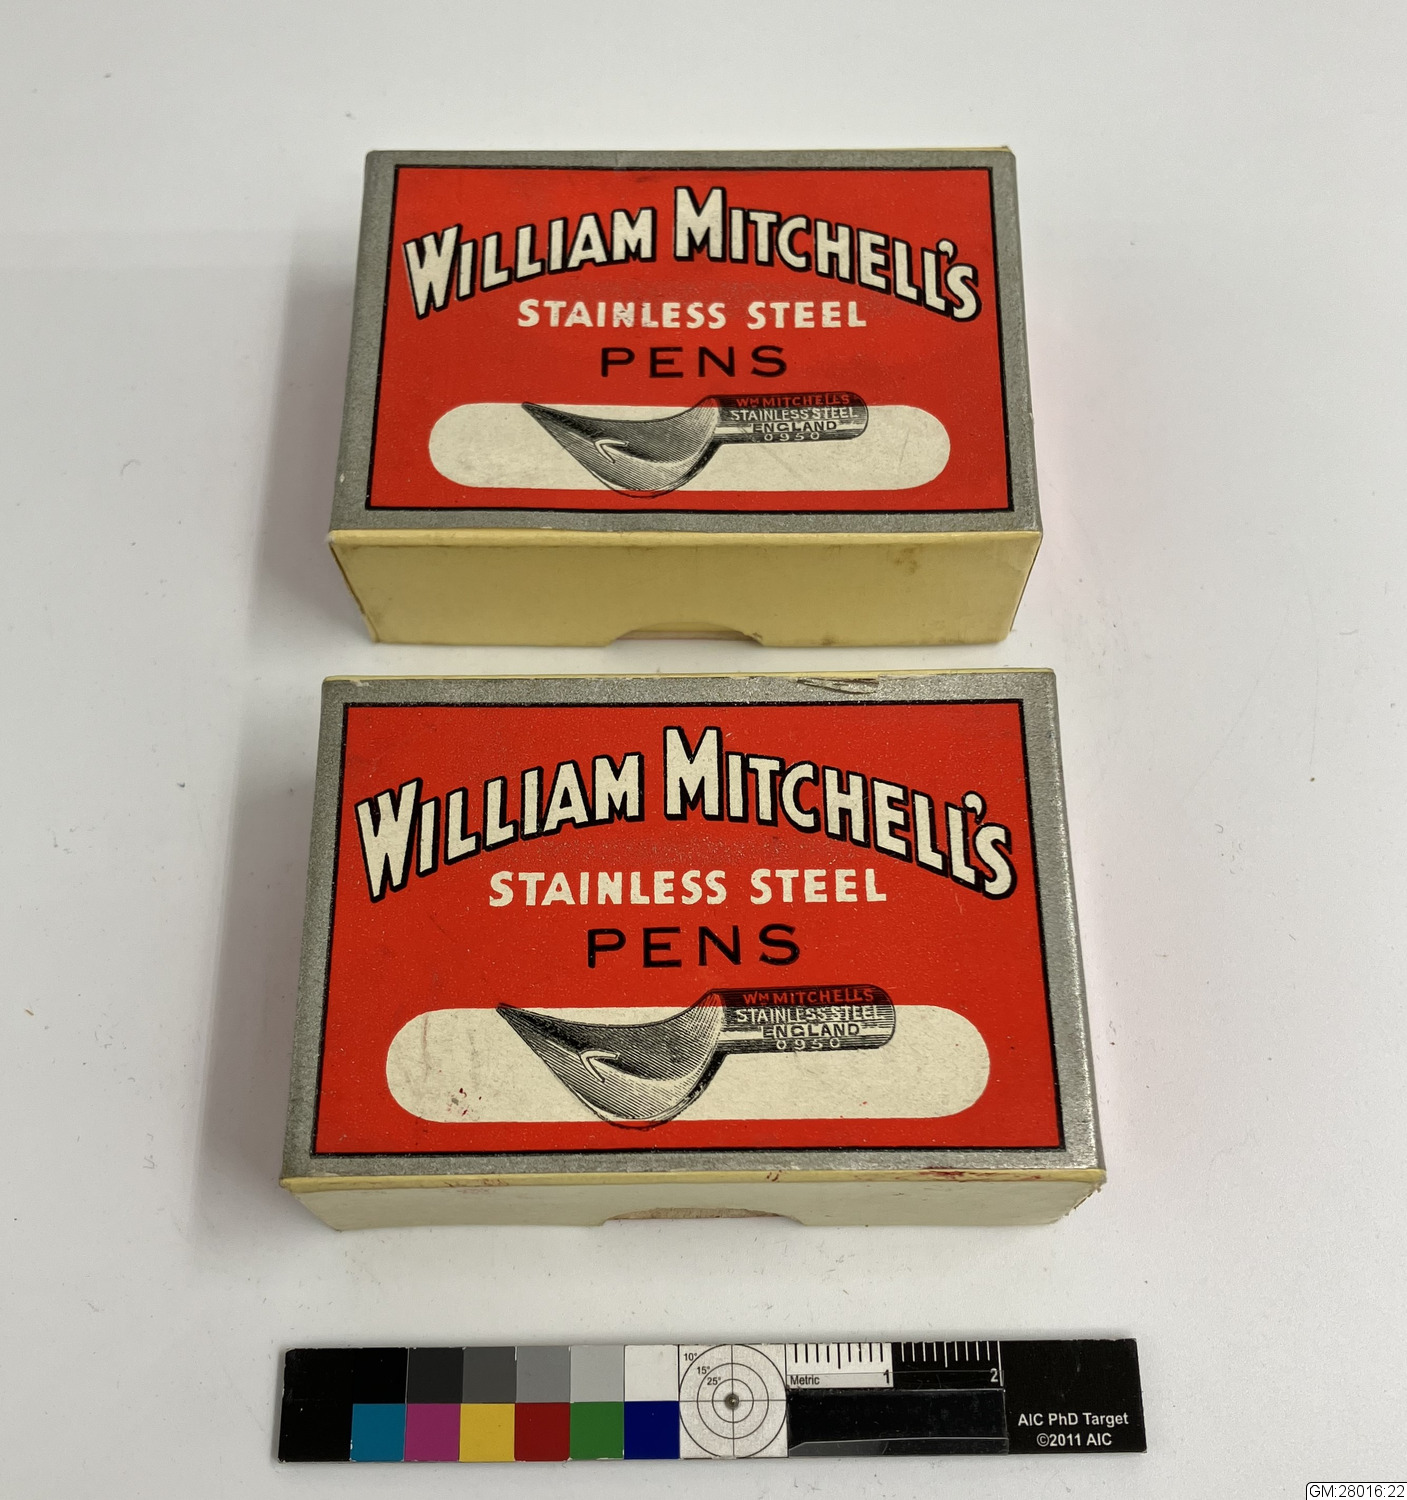 WILLIAM MITCHELL'S
STAINLESS STEEL
PENS
WM MITCHELL'S
STAINLESS STEEL
ENGLAND
0950
WILLIAM MITCHELL'S
STAINLESS STEEL
PENS
WM MITCHELL'S
STAINLESS STEEL
ENGLAND
0950
10°
15°
25°
Metric
1
2
AIC PhD Target
©2011 AIC
GM:28016:22